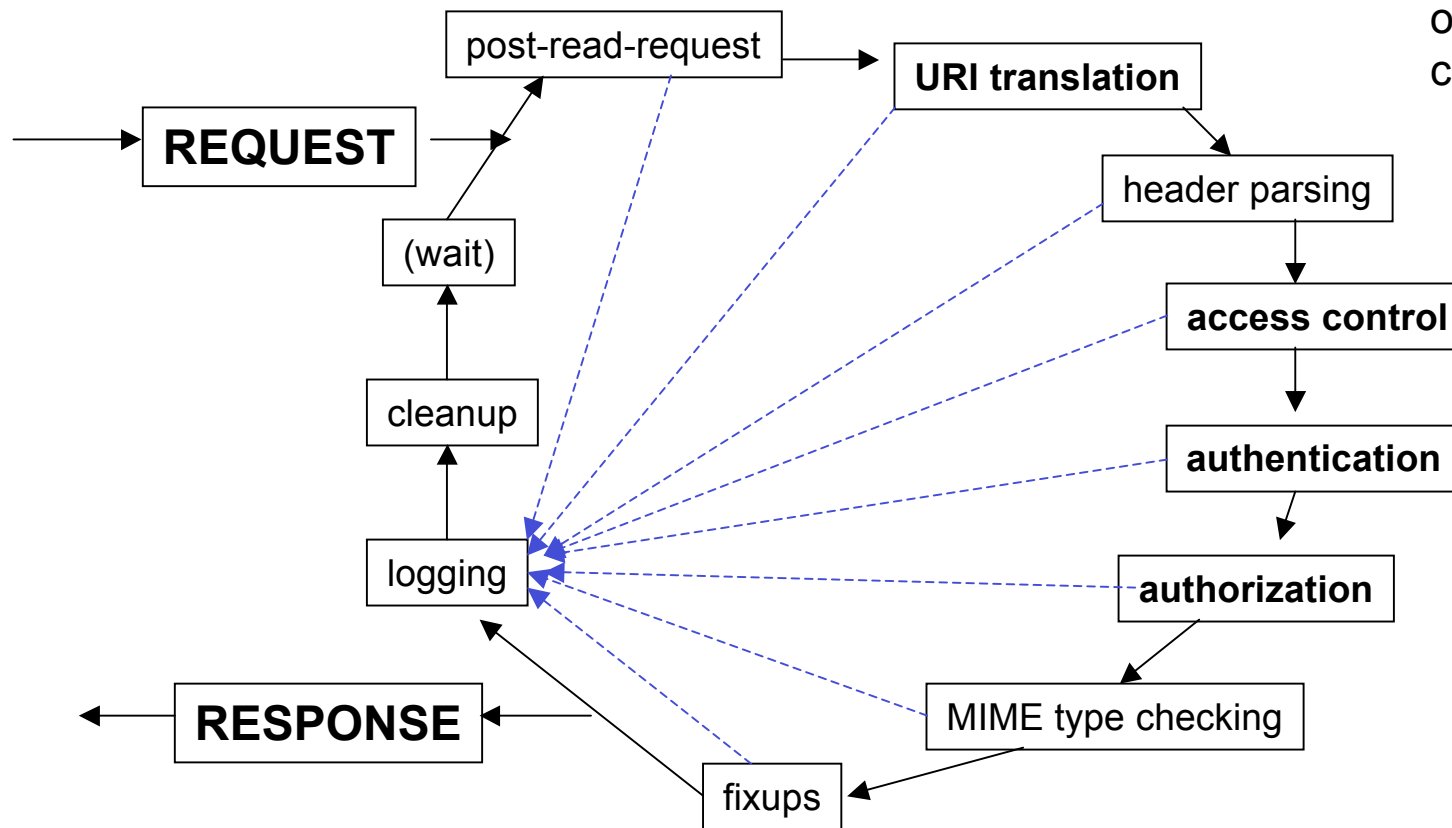 post-read-request
URI translation
REQUEST
header parsing
(wait)
access control
cleanup
authentication
logging
authorization
RESPONSE
MIME type checking
fixups